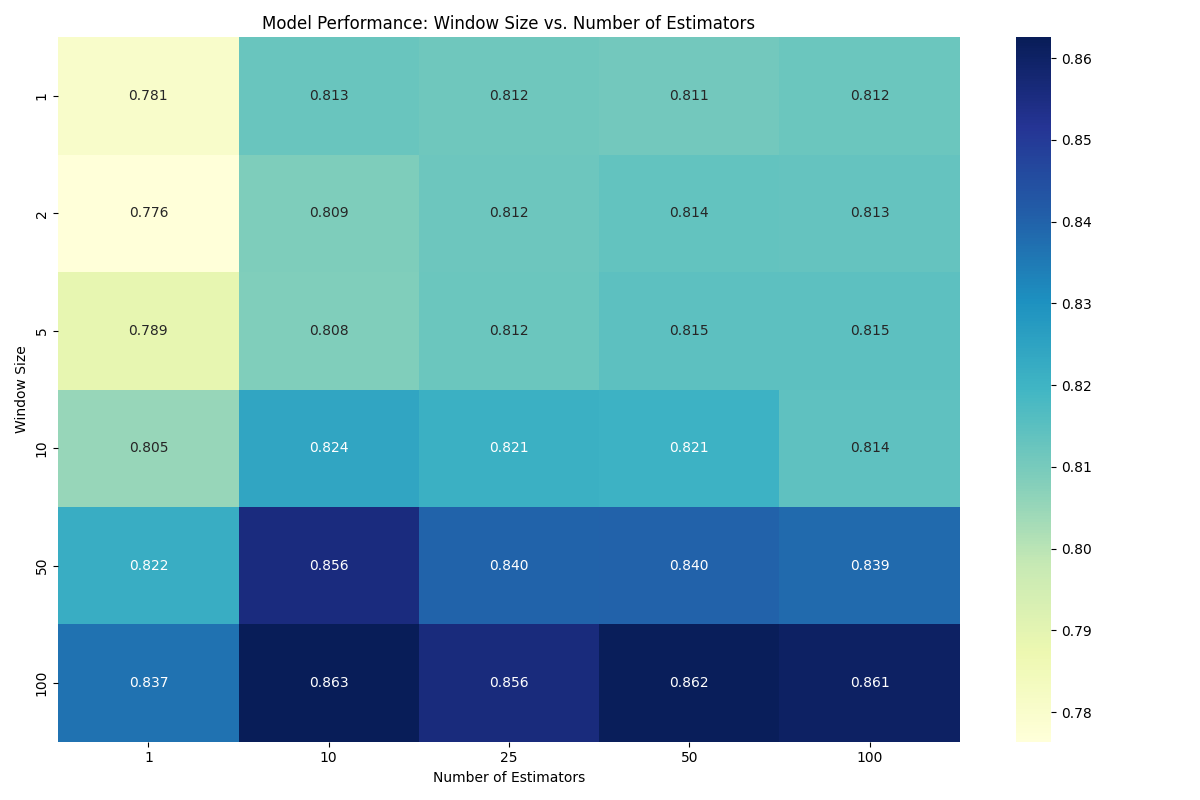 Model Performance: Window Size vs. Number of Estimators
Window Size
1 0.781 0.813 0.812 0.811 0.812
2 0.776 0.809 0.812 0.814 0.813
5 0.789 0.808 0.812 0.815 0.815
10 0.805 0.824 0.821 0.821 0.814
50 0.822 0.856 0.840 0.840 0.839
100 0.837 0.863 0.856 0.862 0.861
1 10 25 50 100
Number of Estimators
0.86
0.85
0.84
0.83
0.82
0.81
0.80
0.79
0.78